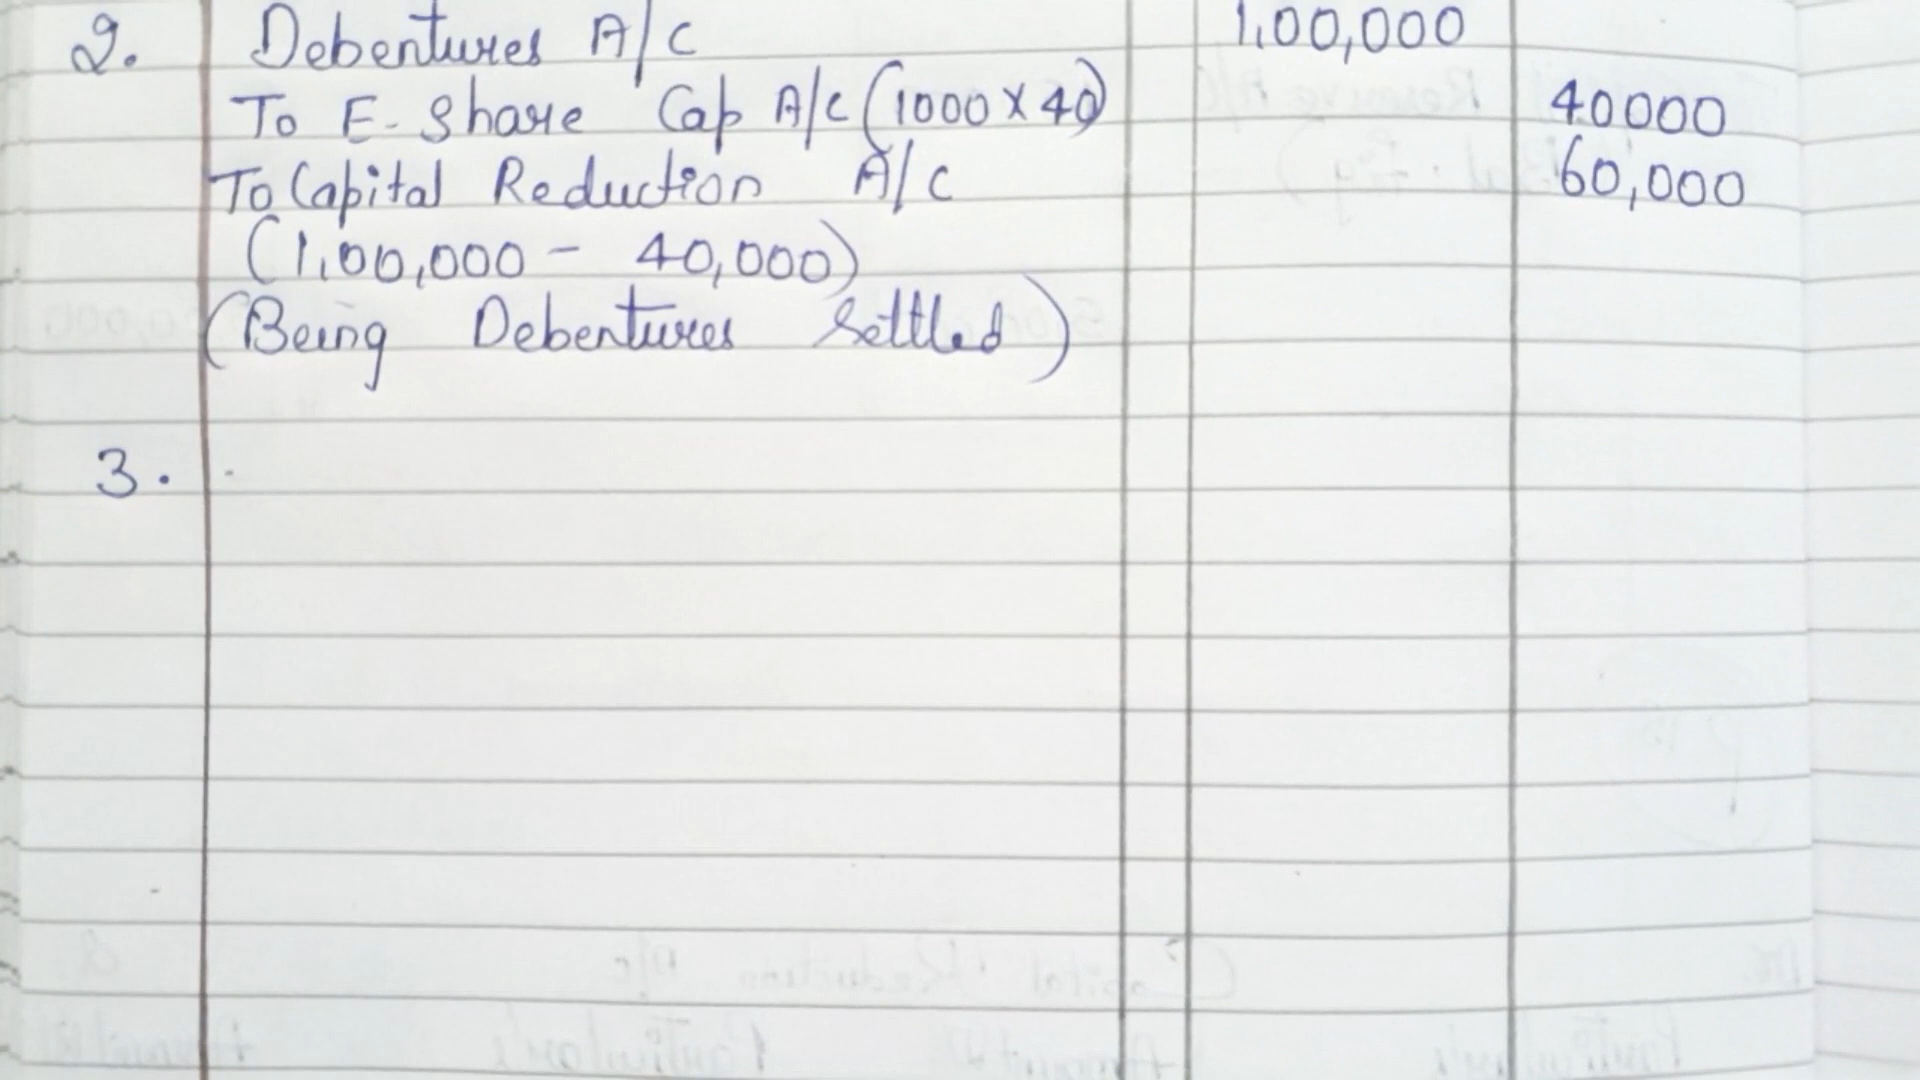 2. Debentures A/c 1,00,000
To E-Share Cap A/c (1000 x 40) 40000
To Capital Reduction A/c 60,000
(1,00,000 - 40,000)
(Being Debentures settled)
3.